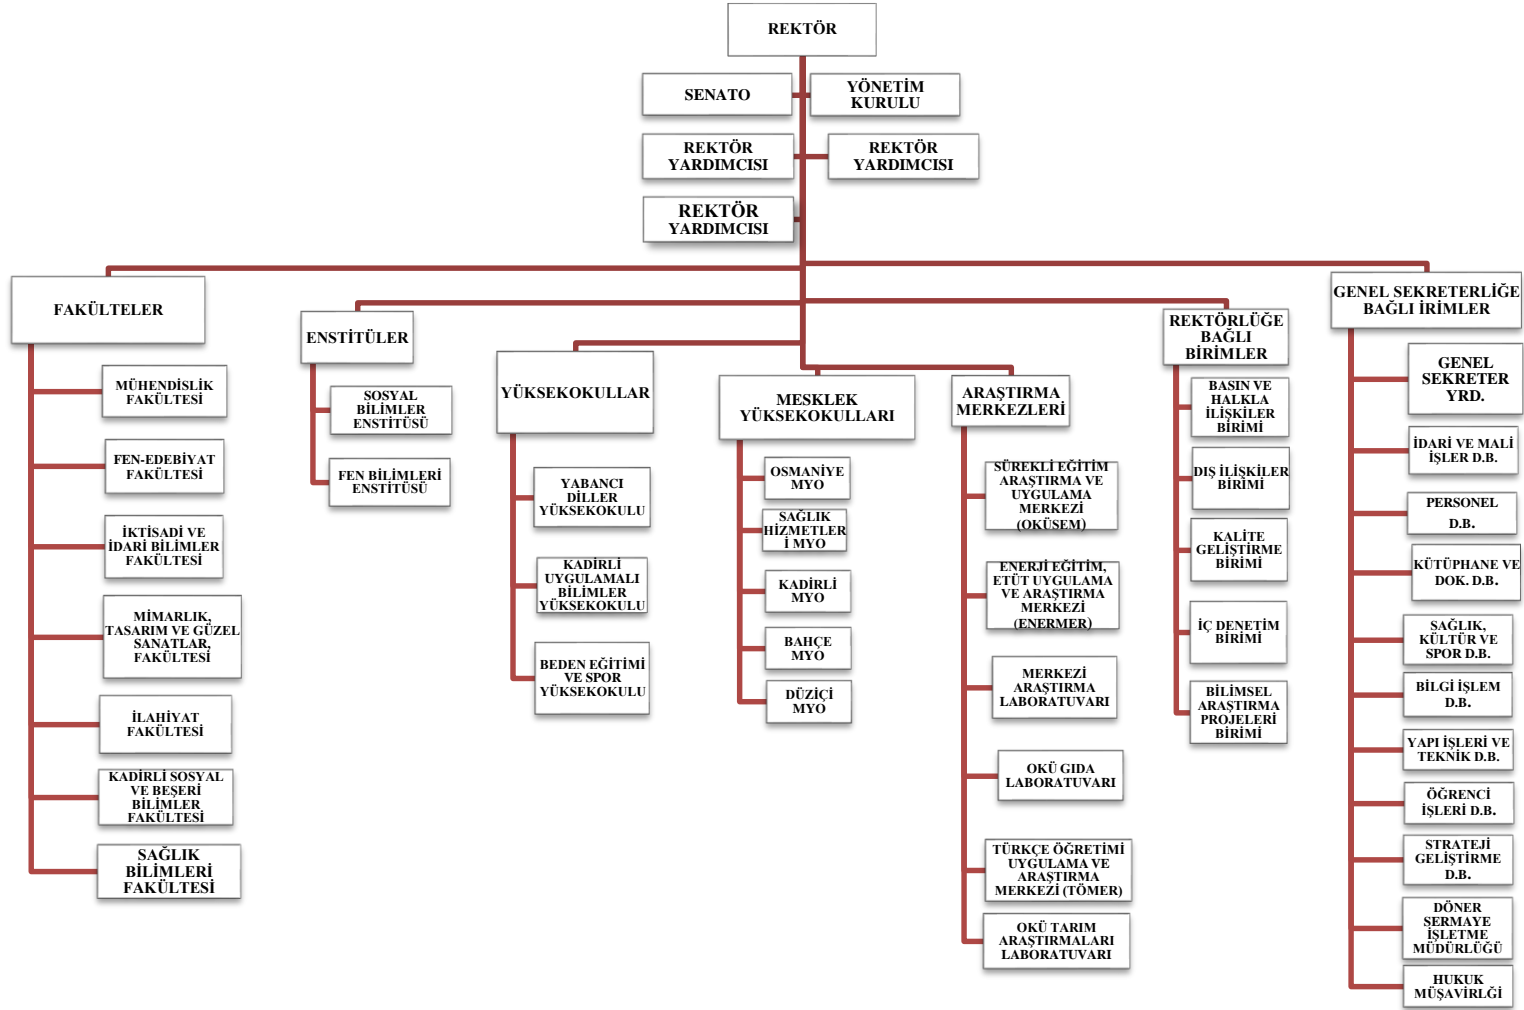 REKTÖR
SENATO
YÖNETİM
KURULU
REKTÖR
YARDIMCISI
REKTÖR
YARDIMCISI
REKTÖR
YARDIMCISI
FAKÜLTELER
MÜHENDİSLİK
FAKÜLTESİ
FEN-EDEBİYAT
FAKÜLTESİ
İKTİSADİ VE
İDARİ BİLİMLER
FAKÜLTESİ
MİMARLIK,
TASARIM VE GÜZEL
SANATLAR,
FAKÜLTESİ
İLAHİYAT
FAKÜLTESİ
KADİRLİ SOSYAL
VE BEŞERİ
BİLİMLER
FAKÜLTESİ
SAĞLIK
BİLİMLERİ
FAKÜLTESİ
ENSTİTÜLER
SOSYAL
BİLİMLER
ENSTİTÜSÜ
FEN BİLİMLERİ
ENSTİTÜSÜ
YÜKSEKOKULLAR
YABANCI
DİLLER
YÜKSEKOKULU
KADİRLİ
UYGULAMALI
BİLİMLER
YÜKSEKOKULU
BEDEN EĞİTİMİ
VE SPOR
YÜKSEKOKULU
MESKLEK
YÜKSEKOKULLARI
OSMANİYE
MYO
SAĞLIK
HİZMETLER
İ MYO
KADİRLİ
MYO
BAHÇE
MYO
DÜZİÇİ
MYO
ARAŞTIRMA
MERKEZLERİ
SÜREKLİ EĞİTİM
ARAŞTIRMA VE
UYGULAMA
MERKEZİ
(OKÜSEM)
ENERJİ EĞİTİM,
ETÜT UYGULAMA
VE ARAŞTIRMA
MERKEZİ
(ENERMER)
MERKEZİ
ARAŞTIRMA
LABORATUVARI
OKÜ GIDA
LABORATUVARI
TÜRKÇE ÖĞRETİMİ
UYGULAMA VE
ARAŞTIRMA
MERKEZİ (TÖMER)
OKÜ TARIM
ARAŞTIRMALARI
LABORATUVARI
REKTÖRLÜĞE
BAĞLI
BİRİMLER
BASIN VE
HALKLA
İLİŞKİLER
BİRİMİ
DIŞ İLİŞKİLER
BİRİMİ
KALİTE
GELİŞTİRME
BİRİMİ
İÇ DENETİM
BİRİMİ
BİLİMSEL
ARAŞTIRMA
PROJELERİ
BİRİMİ
GENEL SEKRETERLİĞE
BAĞLI İRİMLER
GENEL
SEKRETER
YRD.
İDARİ VE MALİ
İŞLER D.B.
PERSONEL
D.B.
KÜTÜPHANE VE
DOK. D.B.
SAĞLIK,
KÜLTÜR VE
SPOR D.B.
BİLGİ İŞLEM
D.B.
YAPI İŞLERİ VE
TEKNİK D.B.
ÖĞRENCİ
İŞLERİ D.B.
STRATEJİ
GELİŞTİRME
D.B.
DÖNER
SERMAYE
İŞLETME
MÜDÜRLÜĞÜ
HUKUK
MÜŞAVİRLĞİ